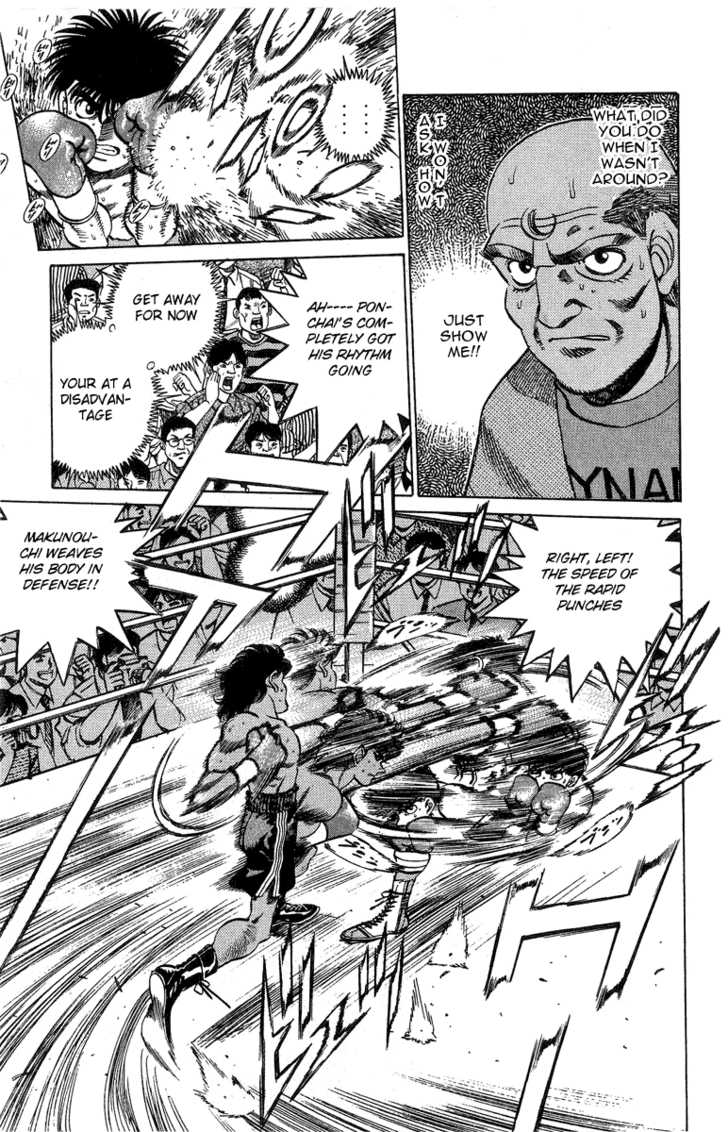 WHAT DID
YOU DO
WHEN I
WASN'T
AROUND?
I WON'T
ASK HOW
JUST
SHOW
ME!!
AH---- PON-
CHAI'S COM-
PLETELY GOT
HIS RHYTHM
GOING
GET AWAY
FOR NOW
YOUR AT A
DISADVAN-
TAGE
RIGHT, LEFT!
THE SPEED OF
THE RAPID
PUNCHES
MAKUNOU-
CHI WEAVES
HIS BODY IN
DEFENSE!!